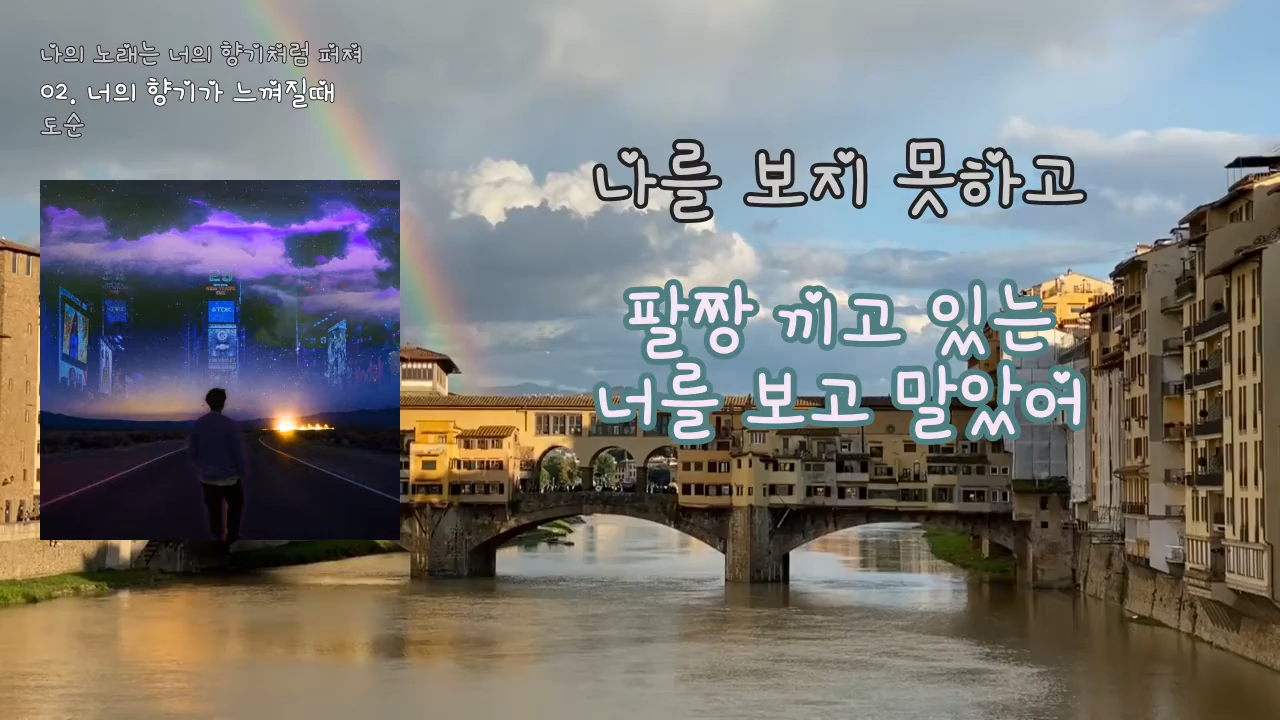 나의 노래는 너의 향기처럼 퍼져
02. 너의 향기가 느껴질때
도순
나를 보지 못하고
팔짱 끼고 있는
너를 보고 말았어
TDK